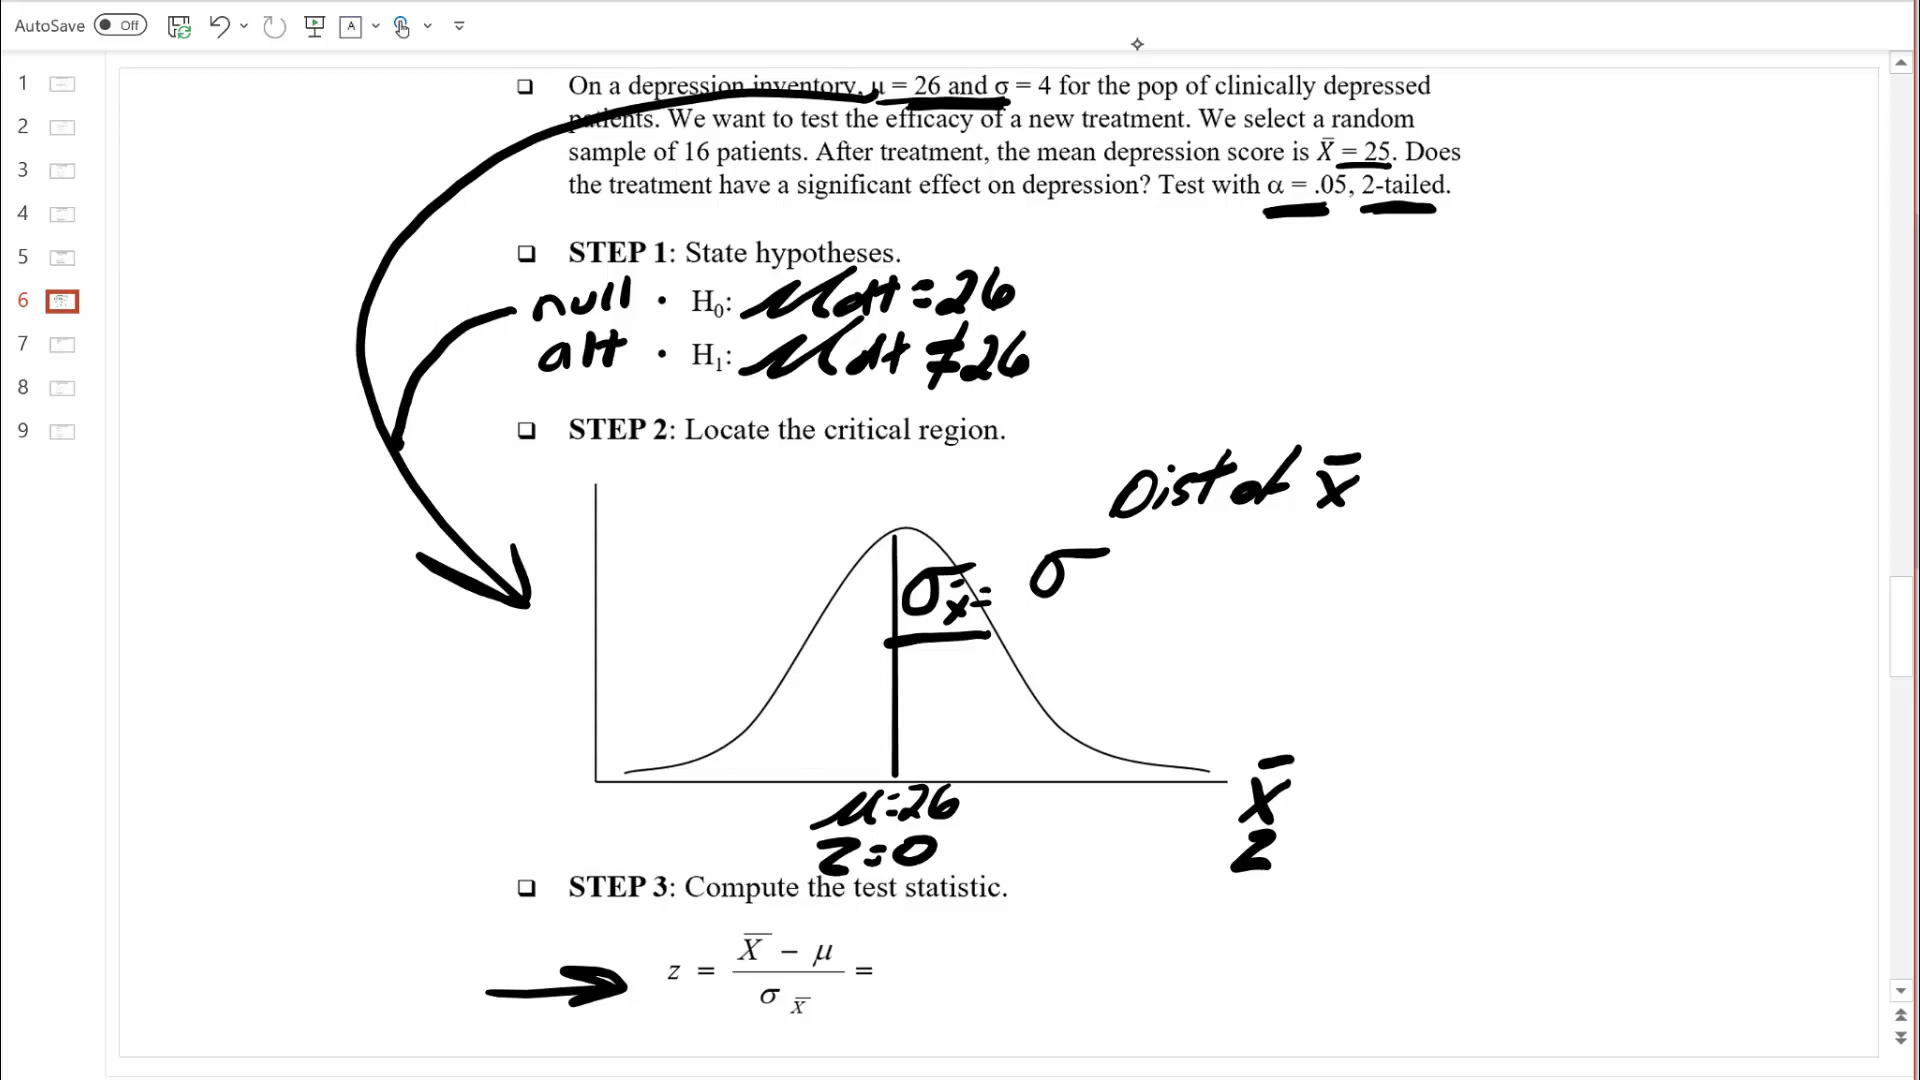 AutoSave Off A
1
2
3
4
5
6
7
8
9
On a depression inventory, μ = 26 and σ = 4 for the pop of clinically depressed
patients. We want to test the efficacy of a new treatment. We select a random
sample of 16 patients. After treatment, the mean depression score is X̄ = 25. Does
the treatment have a significant effect on depression? Test with α = .05, 2-tailed.
STEP 1: State hypotheses.
null • H₀: μdt = 26
alt • H₁: μdt ≠ 26
STEP 2: Locate the critical region.
Dist of x̄
σx̄ = σ
μ = 26
z = 0
X̄
Z
STEP 3: Compute the test statistic.
z = (X̄ − μ) / σX̄ =